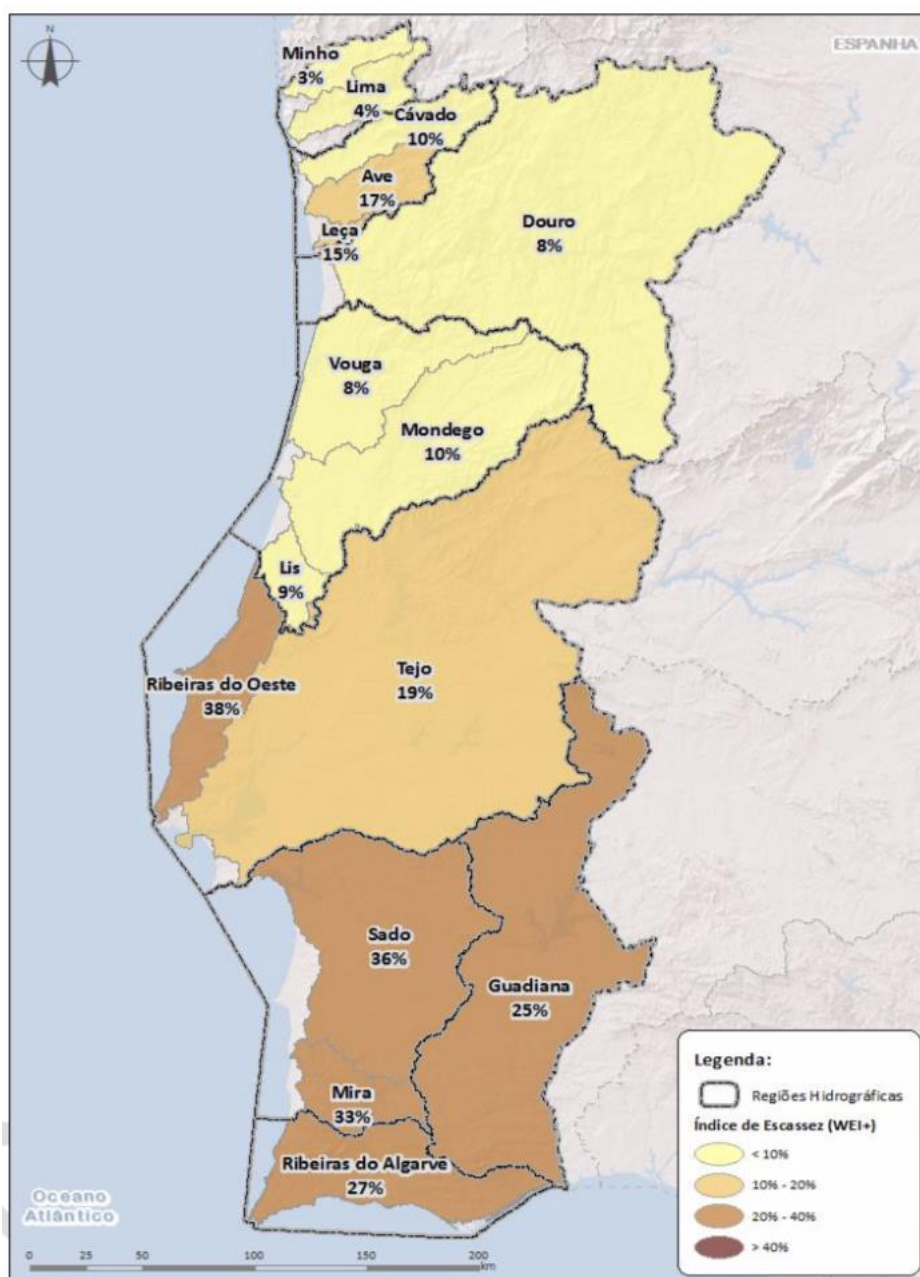 N
ESPANHA
Minho
3%
Lima
4%
Cávado
10%
Ave
17%
Leça
15%
Douro
8%
Vouga
8%
Mondego
10%
Lis
9%
Tejo
19%
Ribeiras do Oeste
38%
Sado
36%
Guadiana
25%
Mira
33%
Ribeiras do Algarve
27%
Oceano
Atlântico
Legenda:
Regiões Hidrográficas
Índice de Escassez (WEI+)
< 10%
10% - 20%
20% - 40%
> 40%
0 25 50 100 150 200
km